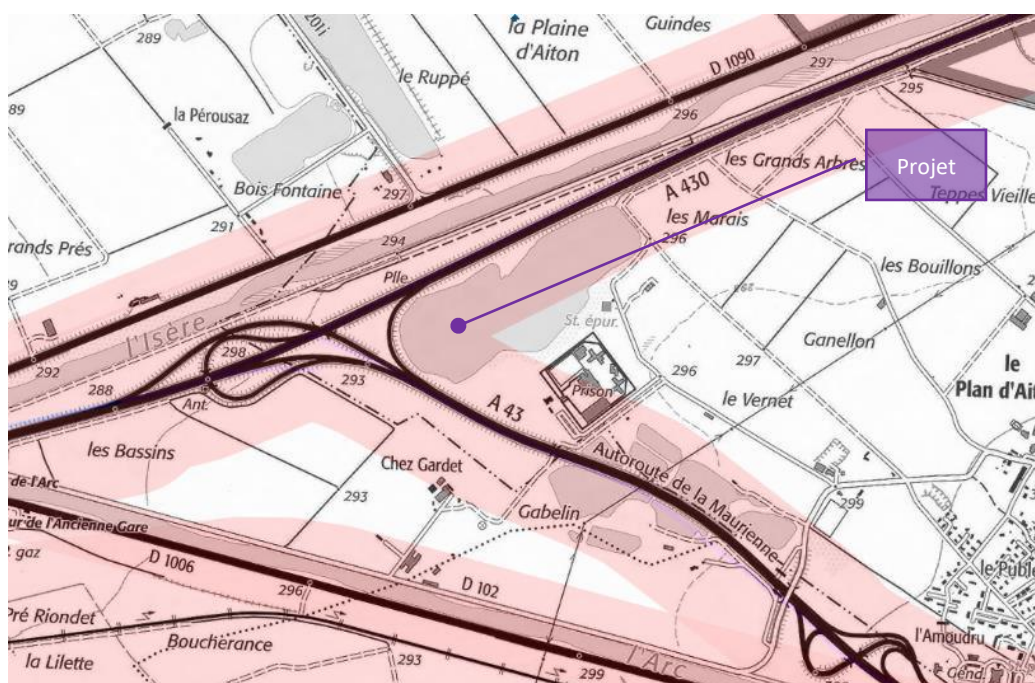 la Plaine
d'Aiton
Guindes
289
le Ruppé
D 1090
297
295
89
la Pérousaz
296
les Grands Arbres
Projet
Bois Fontaine
297
A 430
Teppes Vieille
291
294
les Marais
296
rands Prés
Plle
les Bouillons
l'Isère
St. épur.
Ganellon
298
297
le
Plan d'Ait
292
288
293
Prison
296
Ant.
A 43
le Vernet
les Bassins
Autoroute de la Maurienne
Chez Gardet
de l'Arc
293
299
ur de l'Ancienne Gare
Gabelin
gaz
D 1006
D 102
le Publé
296
Pré Riondet
Boucherance
l'Amoudru
la Lilette
293
l'Arc
299
Gend.